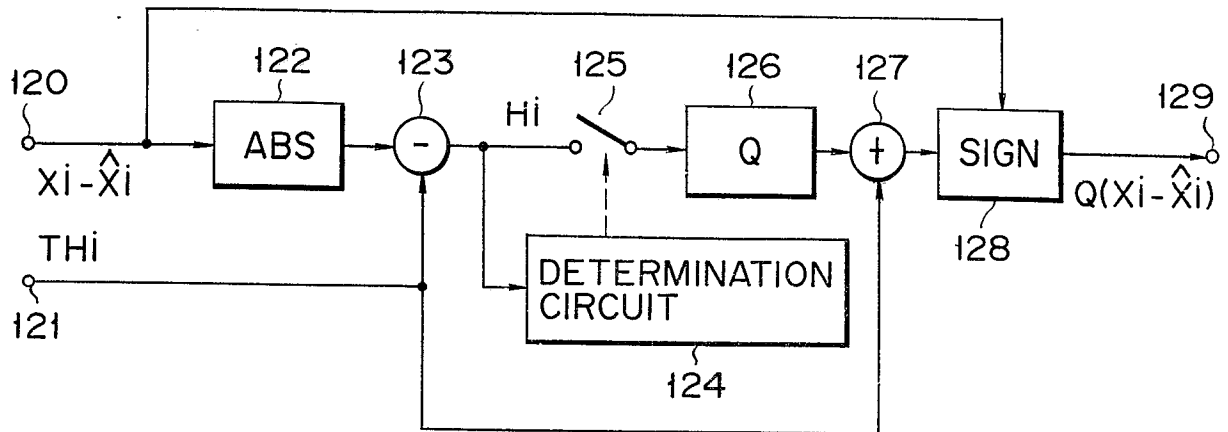 120
122
123
125
126
127
129
ABS
-
Hi
Q
+
SIGN
Xi-X̂i
Q(Xi-X̂i)
128
THi
121
DETERMINATION
CIRCUIT
124